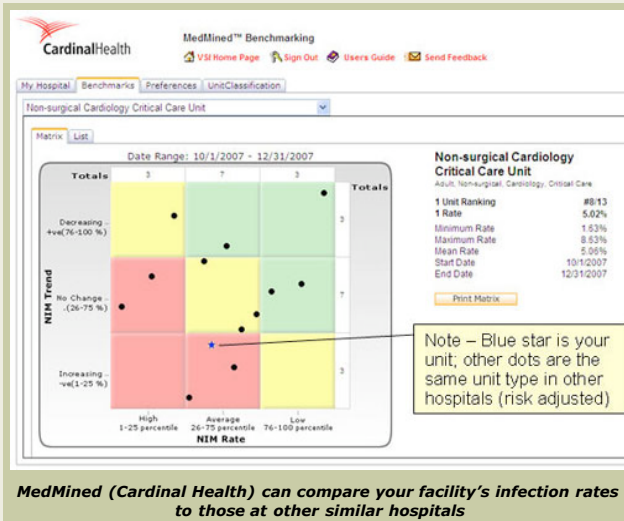 CardinalHealth
MedMined™ Benchmarking
VSI Home Page Sign Out Users Guide Send Feedback
My Hospital Benchmarks Preferences UnitClassification
Non-surgical Cardiology Critical Care Unit
Matrix List
Date Range: 10/1/2007 - 12/31/2007
Totals 3 7 3
Totals
Decreasing
+ve(76-100 %)
3
NIM Trend
No Change
(26-75 %)
7
Increasing
-ve(1-25 %)
3
High
1-25 percentile
Average
26-75 percentile
Low
76-100 percentile
NIM Rate
Non-surgical Cardiology
Critical Care Unit
Adult, Non-surgical, Cardiology, Critical Care
1 Unit Ranking #8/13
1 Rate 5.02%
Minimum Rate 1.63%
Maximum Rate 8.63%
Mean Rate 5.06%
Start Date 10/1/2007
End Date 12/31/2007
Print Matrix
Note – Blue star is your
unit; other dots are the
same unit type in other
hospitals (risk adjusted)
MedMined (Cardinal Health) can compare your facility's infection rates
to those at other similar hospitals